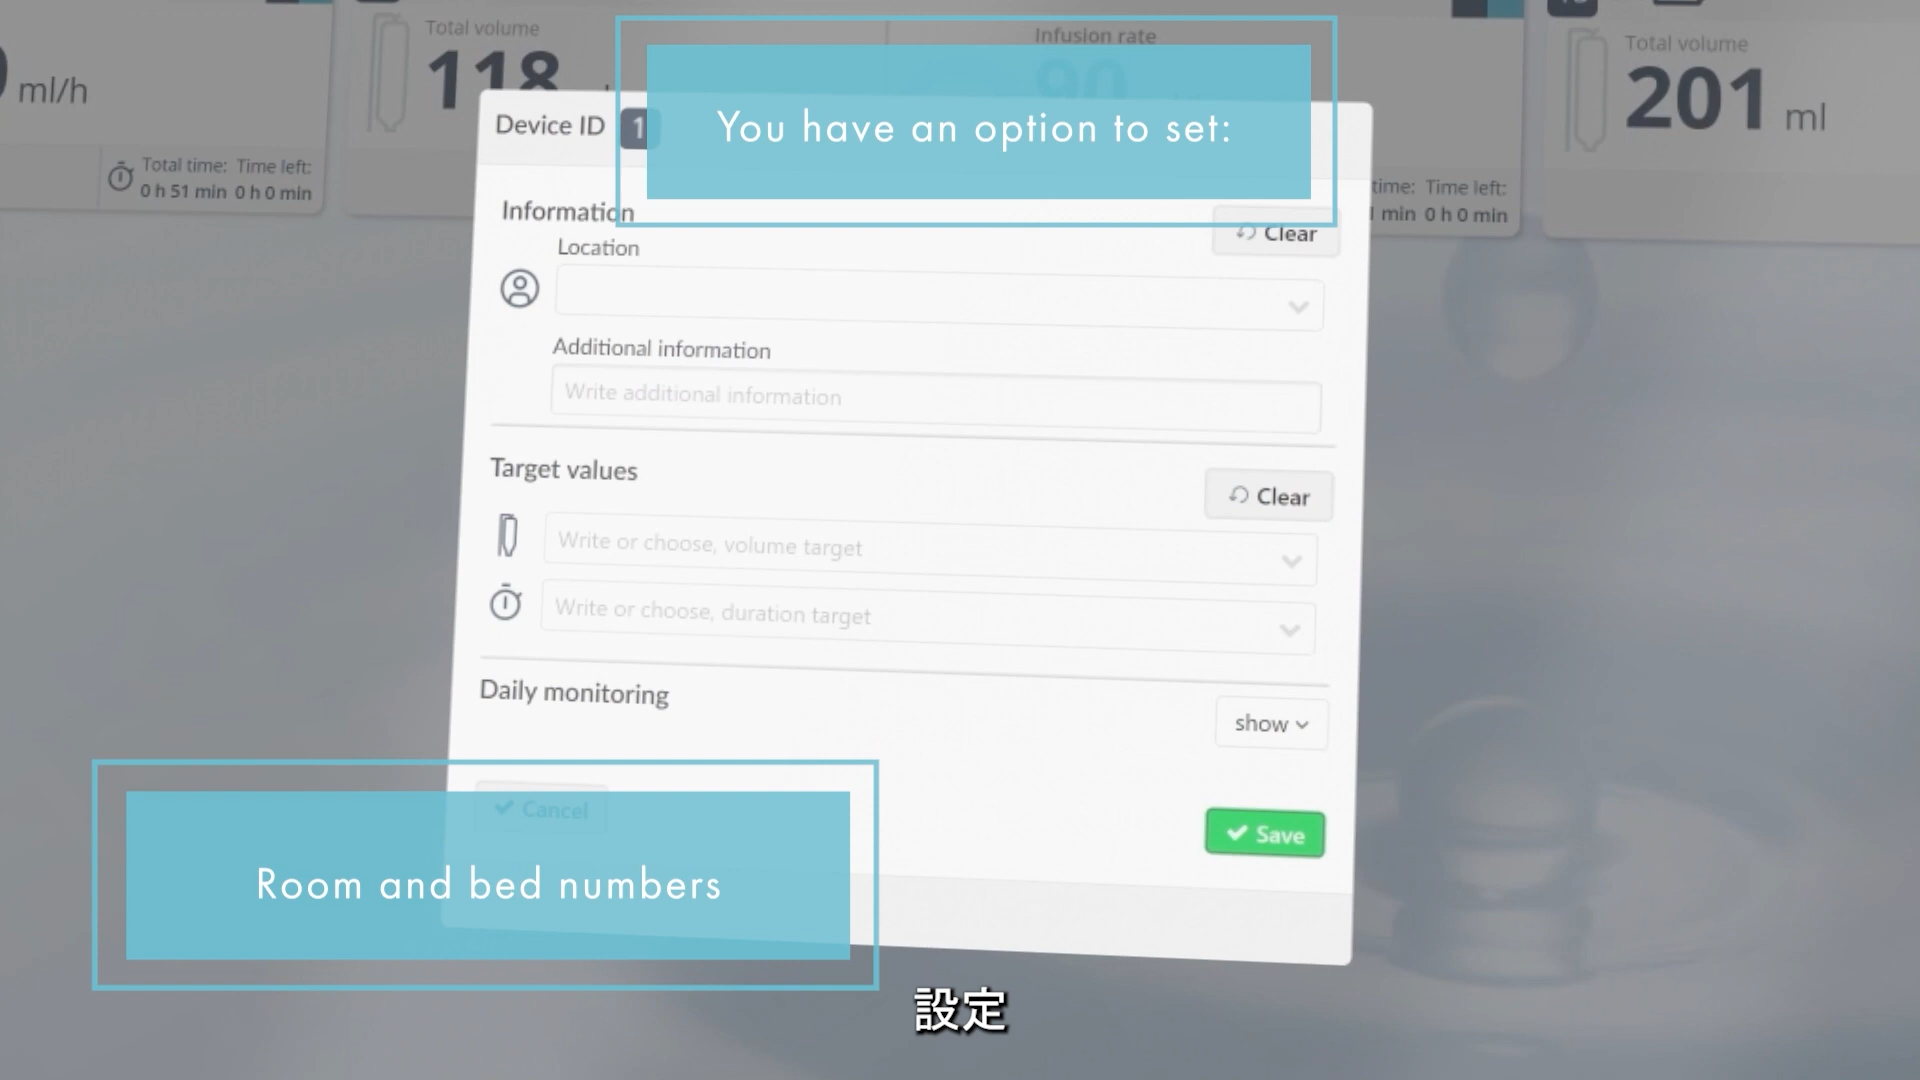 Total volume
118
Infusion rate
90
Total volume
201 ml
ml/h
Total time: Time left:
0 h 51 min 0 h 0 min
time: Time left:
min 0 h 0 min
You have an option to set:
Device ID 1
Information
Clear
Location
Additional information
Write additional information
Target values
Clear
Write or choose, volume target
Write or choose, duration target
Daily monitoring
show
Cancel
Save
Room and bed numbers
設定